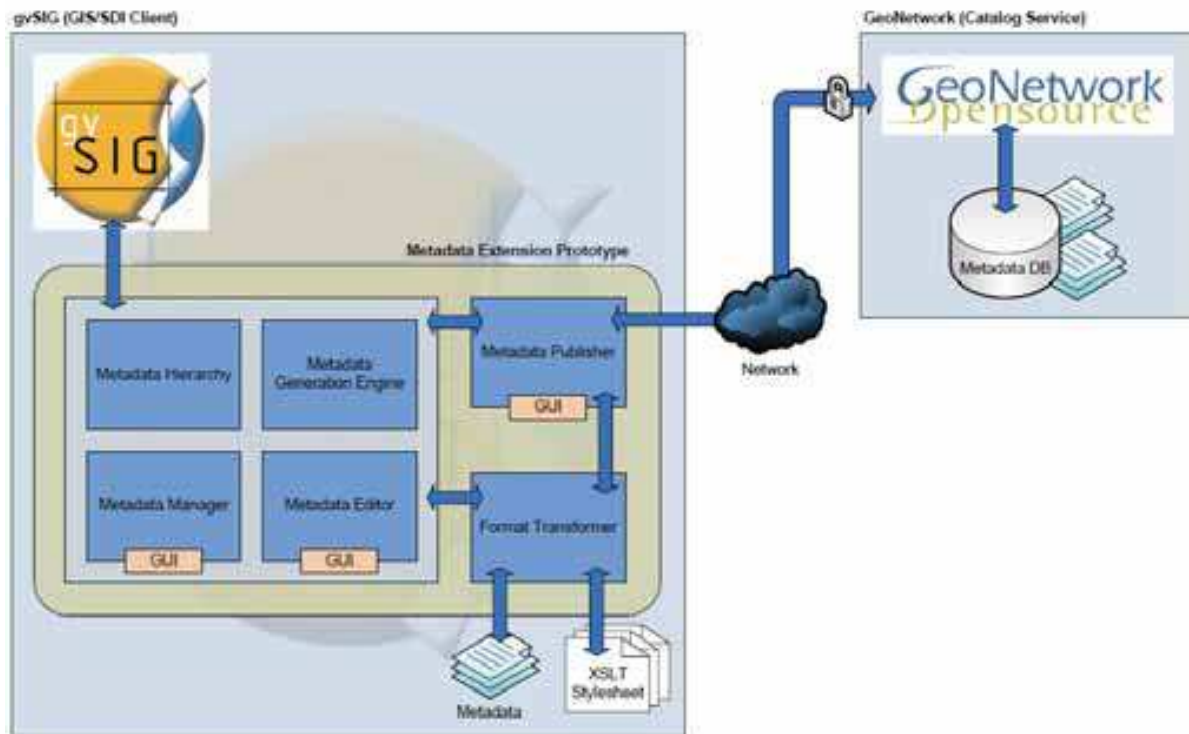 gvSIG (GIS/SDI Client)
GeoNetwork (Catalog Service)
gv
SIG
GeoNetwork
Opensource
Metadata DB
Metadata Extension Prototype
Metadata Hierarchy
Metadata
Generation Engine
Metadata Publisher
GUI
Network
Metadata Manager
GUI
Metadata Editor
GUI
Format Transformer
Metadata
XSLT
Stylesheet